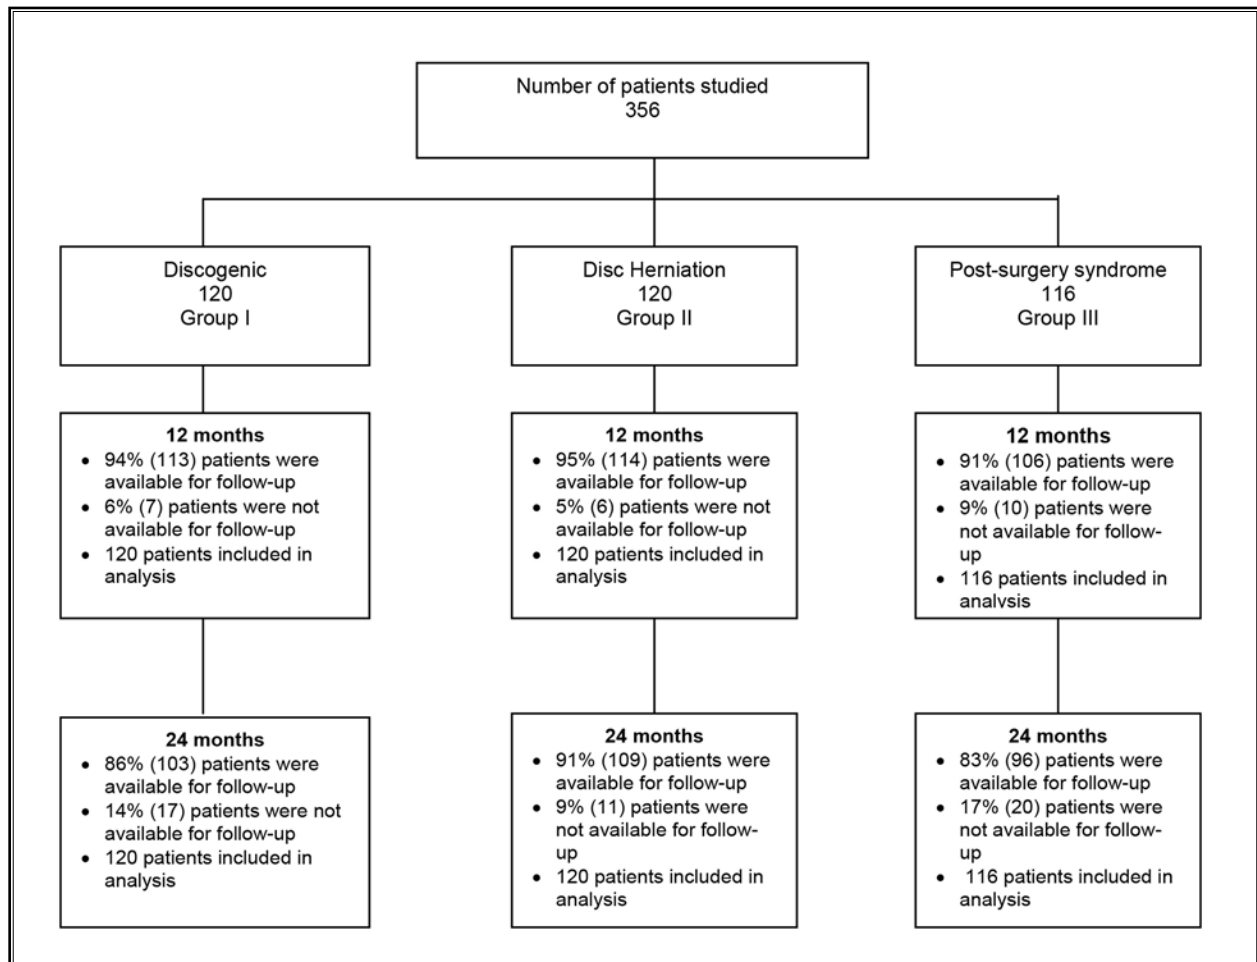 Number of patients studied
356
Discogenic
120
Group I
Disc Herniation
120
Group II
Post-surgery syndrome
116
Group III
12 months
• 94% (113) patients were
available for follow-up
• 6% (7) patients were not
available for follow-up
• 120 patients included in
analysis
12 months
• 95% (114) patients were
available for follow-up
• 5% (6) patients were not
available for follow-up
• 120 patients included in
analysis
12 months
• 91% (106) patients were
available for follow-up
• 9% (10) patients were
not available for follow-
up
• 116 patients included in
analysis
24 months
• 86% (103) patients were
available for follow-up
• 14% (17) patients were not
available for follow-up
• 120 patients included in
analysis
24 months
• 91% (109) patients were
available for follow-up
• 9% (11) patients were
not available for follow-
up
• 120 patients included in
analysis
24 months
• 83% (96) patients were
available for follow-up
• 17% (20) patients were
not available for follow-
up
• 116 patients included in
analysis